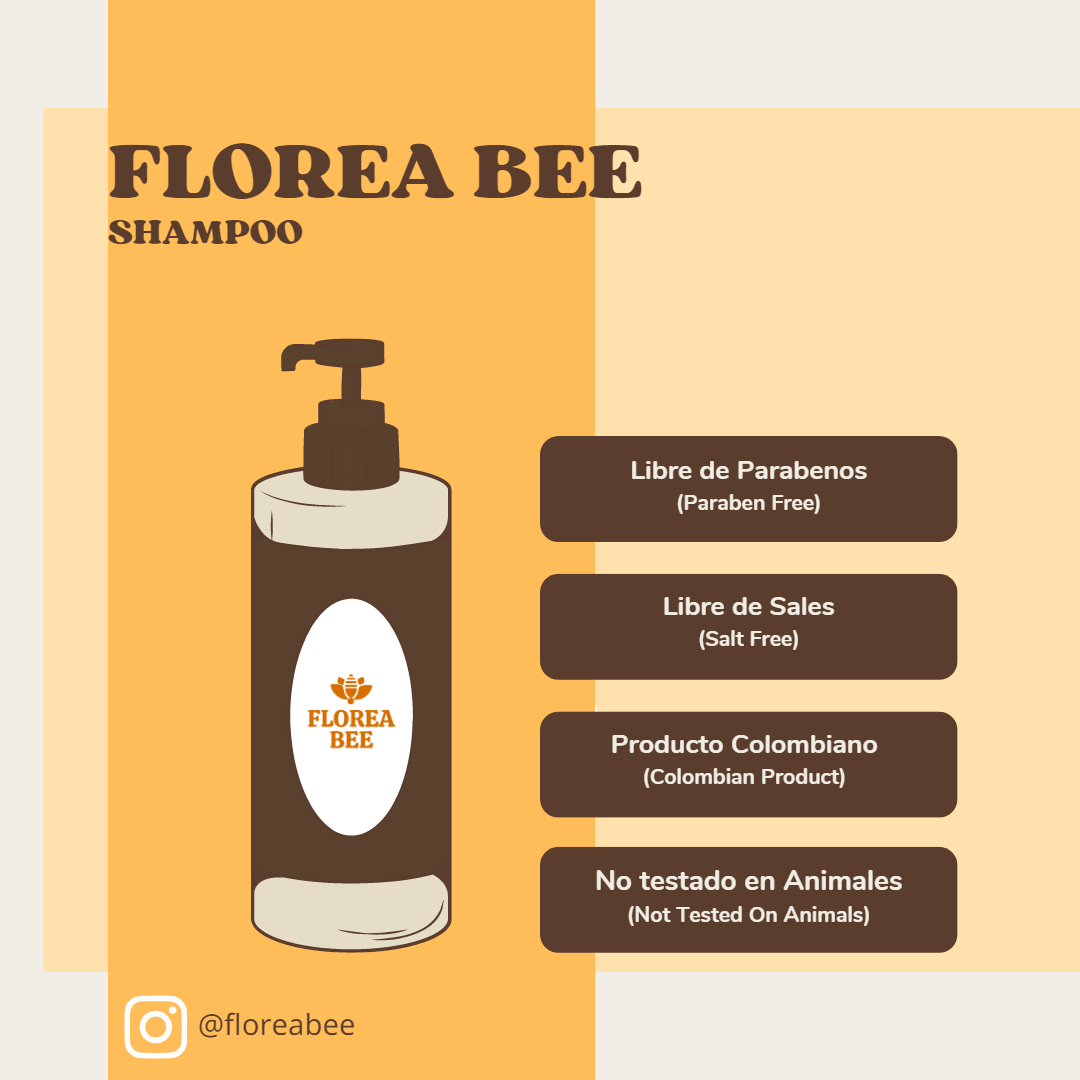 FLOREA BEE
SHAMPOO
FLOREA
BEE
Libre de Parabenos
(Paraben Free)
Libre de Sales
(Salt Free)
Producto Colombiano
(Colombian Product)
No testado en Animales
(Not Tested On Animals)
@floreabee